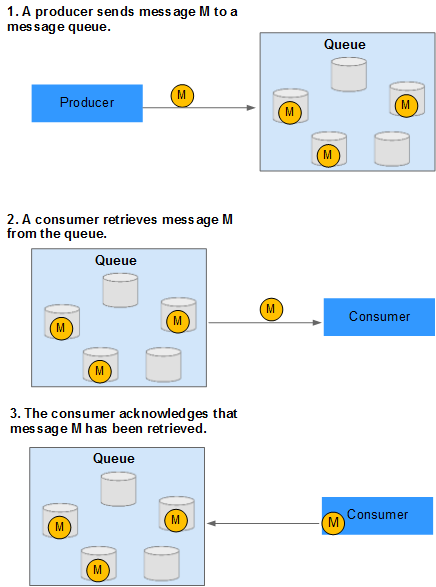 1. A producer sends message M to a
message queue.
Queue
Producer
M
M
M
M
2. A consumer retrieves message M
from the queue.
Queue
M
M
M
M
Consumer
3. The consumer acknowledges that
message M has been retrieved.
Queue
M
M
M
M
Consumer